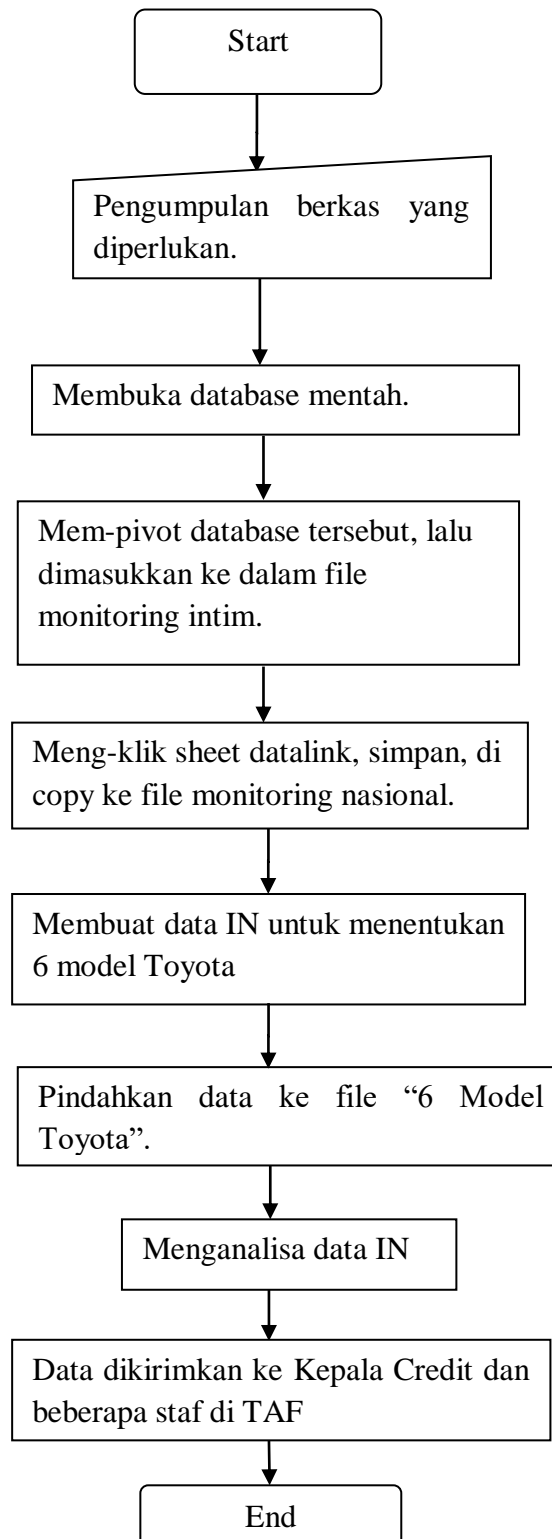 Start
Pengumpulan berkas yang
diperlukan.
Membuka database mentah.
Mem-pivot database tersebut, lalu
dimasukkan ke dalam file
monitoring intim.
Meng-klik sheet datalink, simpan, di
copy ke file monitoring nasional.
Membuat data IN untuk menentukan
6 model Toyota
Pindahkan data ke file “6 Model
Toyota”.
Menganalisa data IN
Data dikirimkan ke Kepala Credit dan
beberapa staf di TAF
End